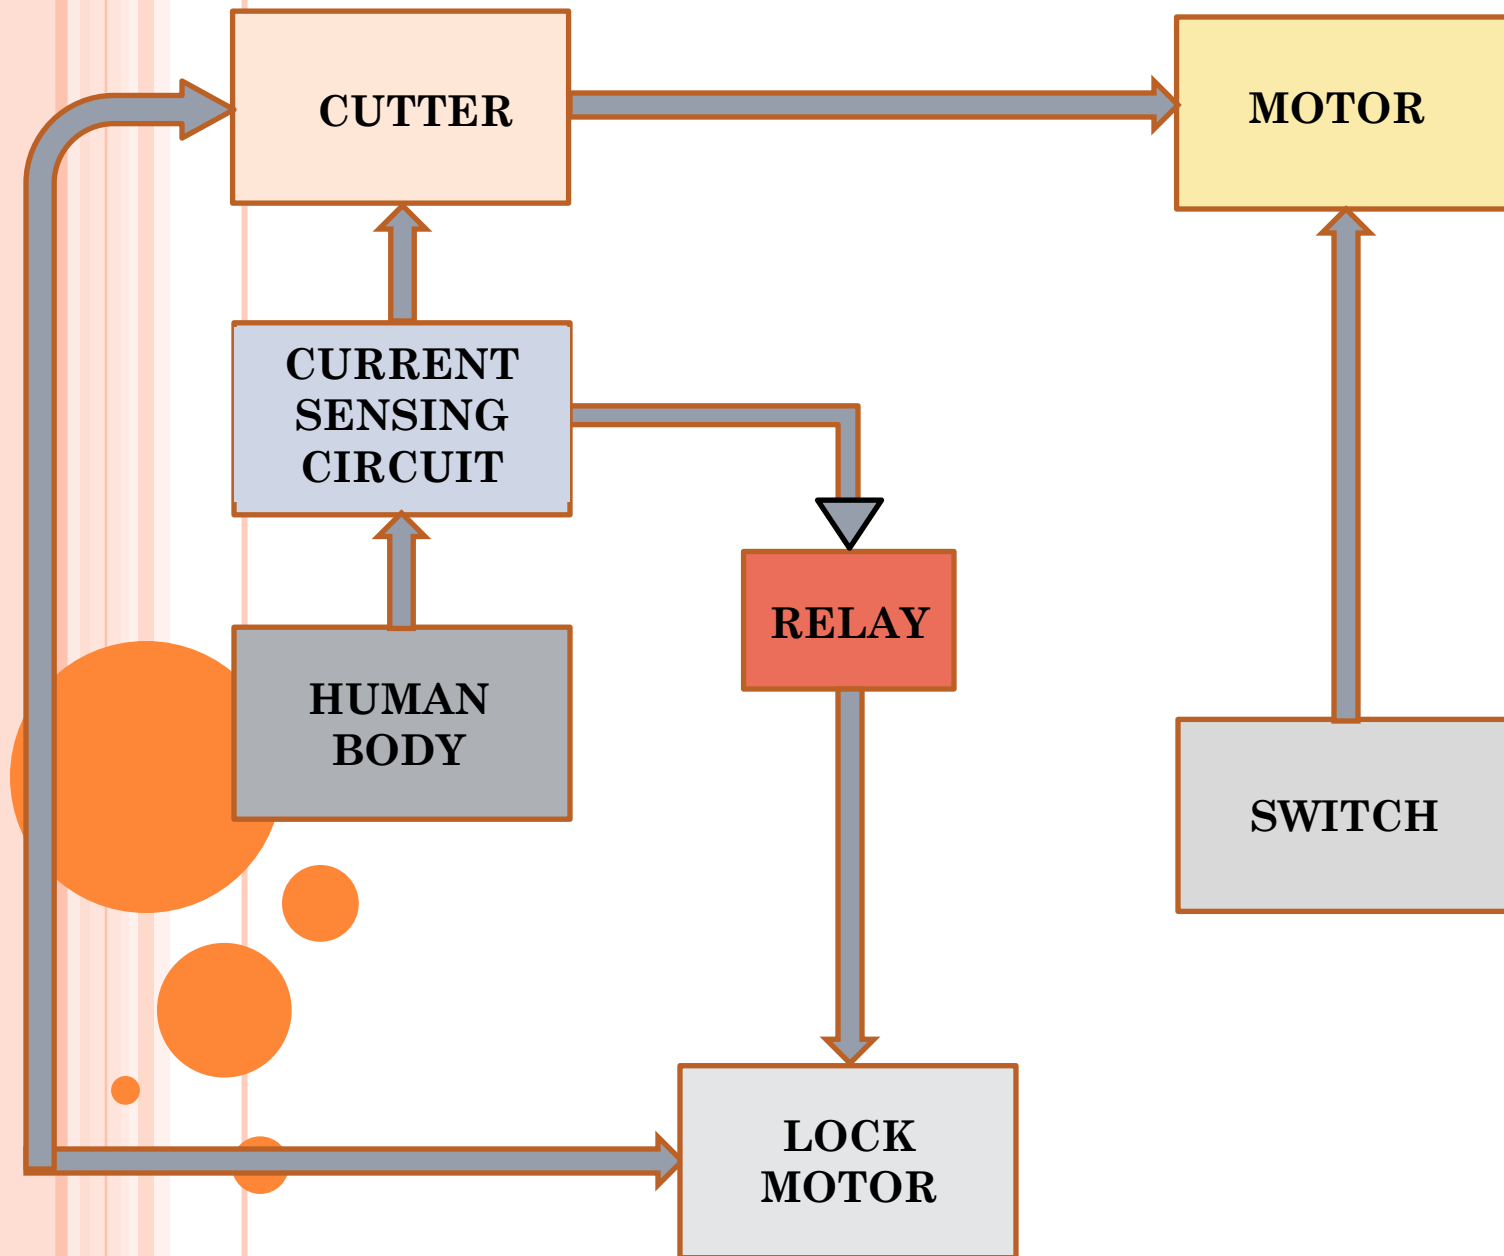 CUTTER
MOTOR
CURRENT
SENSING
CIRCUIT
RELAY
HUMAN
BODY
SWITCH
LOCK
MOTOR